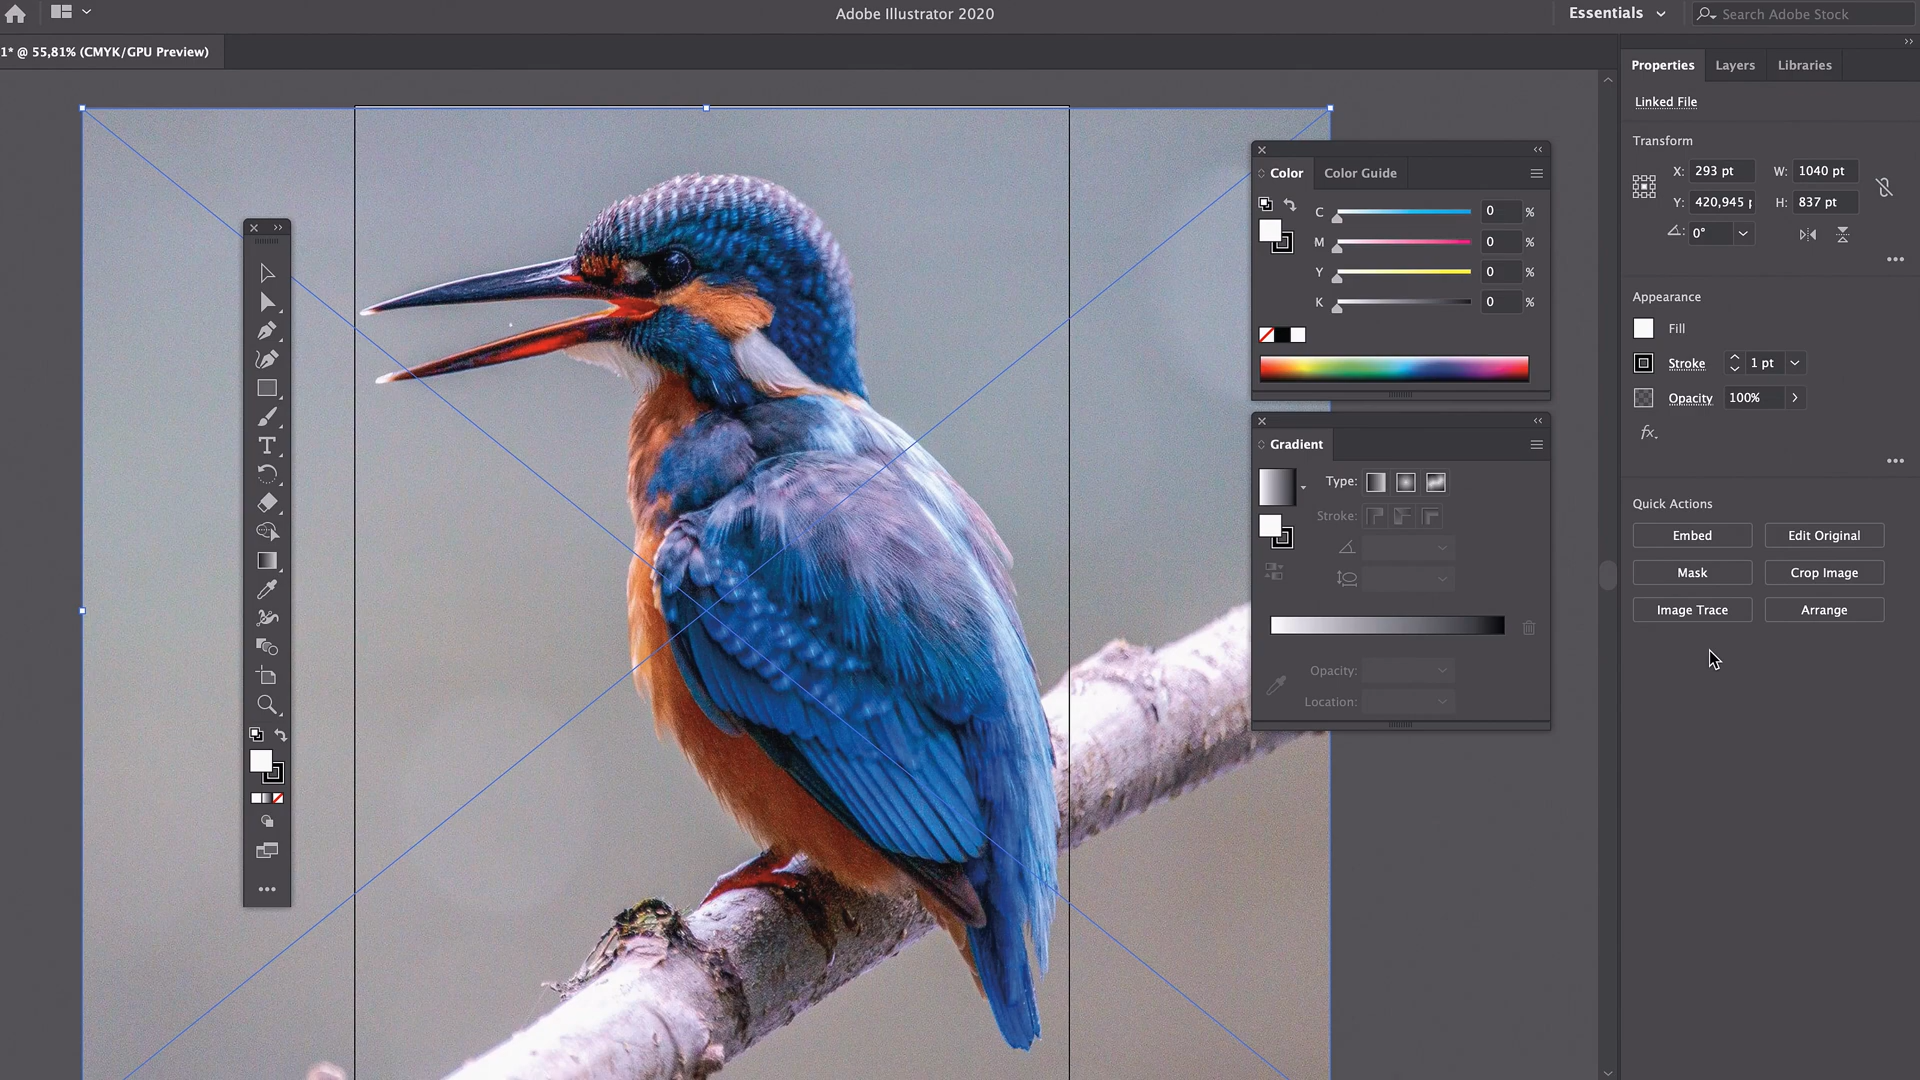 Adobe Illustrator 2020
Essentials
Search Adobe Stock
1* @ 55,81% (CMYK/GPU Preview)
Properties
Layers
Libraries
Linked File
Transform
X: 293 pt
W: 1040 pt
Y: 420,945 p
H: 837 pt
0°
Appearance
Fill
Stroke
1 pt
Opacity
100%
fx.
Quick Actions
Embed
Edit Original
Mask
Crop Image
Image Trace
Arrange
Color
Color Guide
C 0 %
M 0 %
Y 0 %
K 0 %
Gradient
Type:
Stroke:
Opacity:
Location:
T